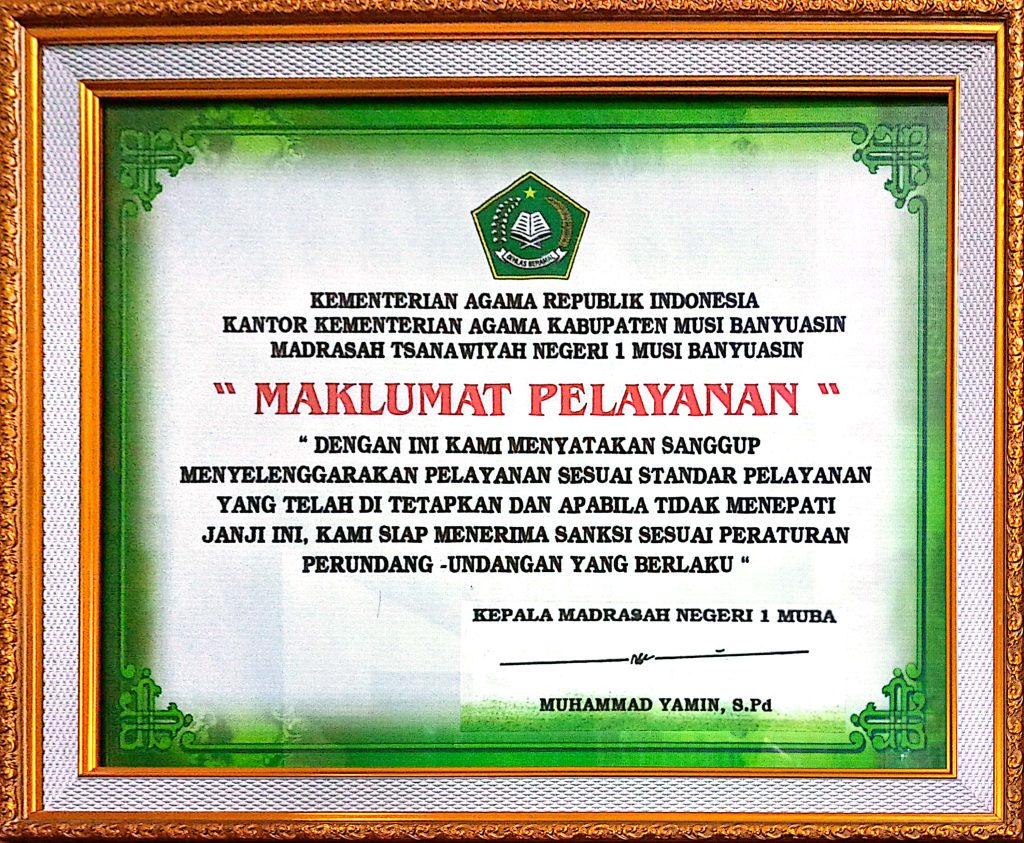 IKHLAS BERAMAL
KEMENTERIAN AGAMA REPUBLIK INDONESIA
KANTOR KEMENTERIAN AGAMA KABUPATEN MUSI BANYUASIN
MADRASAH TSANAWIYAH NEGERI 1 MUSI BANYUASIN
“ MAKLUMAT PELAYANAN “
“ DENGAN INI KAMI MENYATAKAN SANGGUP
MENYELENGGARAKAN PELAYANAN SESUAI STANDAR PELAYANAN
YANG TELAH DI TETAPKAN DAN APABILA TIDAK MENEPATI
JANJI INI, KAMI SIAP MENERIMA SANKSI SESUAI PERATURAN
PERUNDANG -UNDANGAN YANG BERLAKU “
KEPALA MADRASAH NEGERI 1 MUBA
MUHAMMAD YAMIN, S.Pd